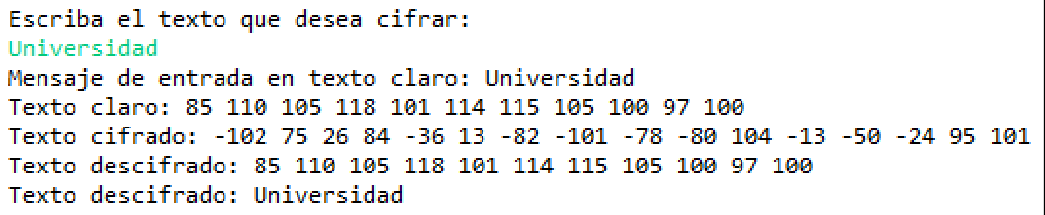 Escriba el texto que desea cifrar:
Universidad
Mensaje de entrada en texto claro: Universidad
Texto claro: 85 110 105 118 101 114 115 105 100 97 100
Texto cifrado: -102 75 26 84 -36 13 -82 -101 -78 -80 104 -13 -50 -24 95 101
Texto descifrado: 85 110 105 118 101 114 115 105 100 97 100
Texto descifrado: Universidad